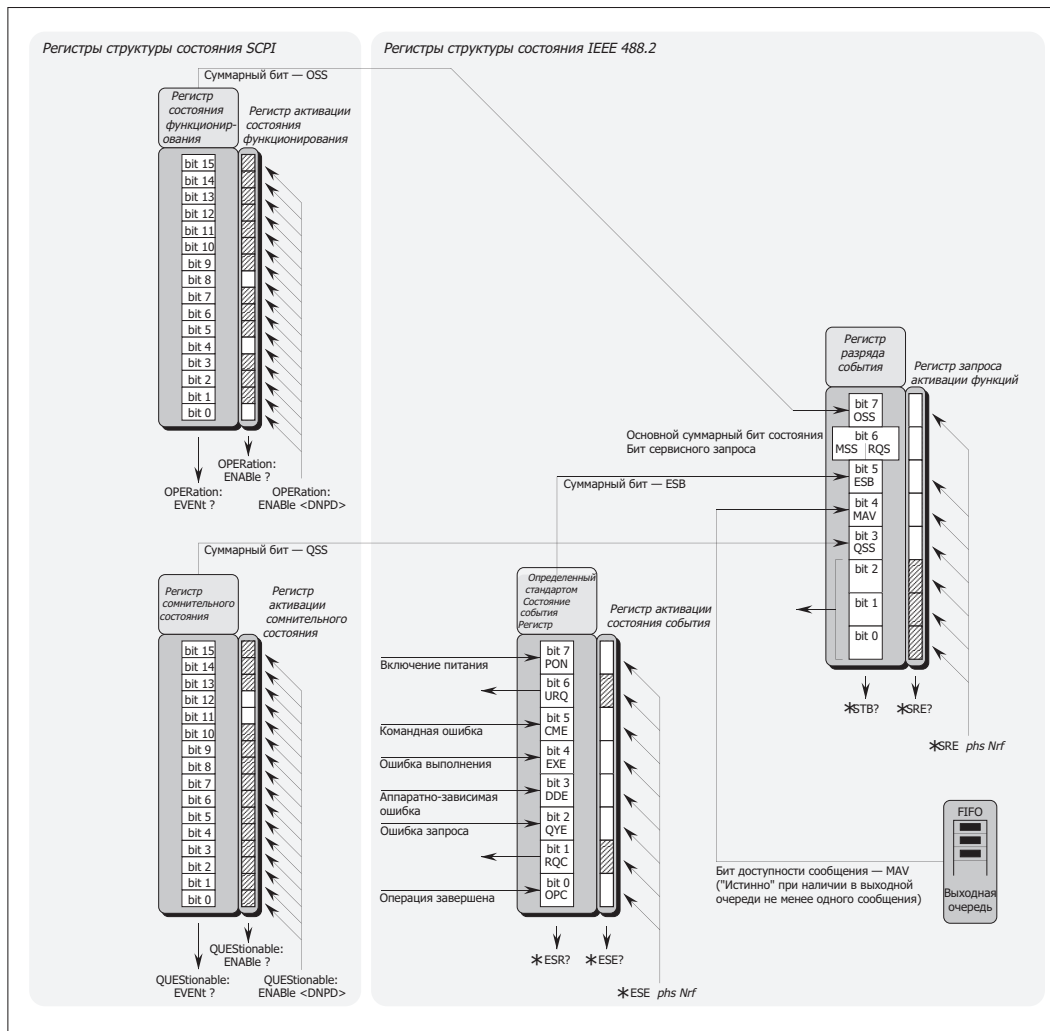 Регистры структуры состояния SCPI
Регистры структуры состояния IEEE 488.2
Суммарный бит — OSS
Регистр
состояния
функционир-
ования
Регистр активации
состояния
функционирования
bit 15
bit 14
bit 13
bit 12
bit 11
bit 10
bit 9
bit 8
bit 7
bit 6
bit 5
bit 4
bit 3
bit 2
bit 1
bit 0
OPERation:
ENABle ?
OPERation:
EVENt ?
OPERation:
ENABle <DNPD>
Регистр
разряда
события
Регистр запроса
активации функций
bit 7
OSS
Основной суммарный бит состояния
Бит сервисного запроса
bit 6
MSS RQS
Суммарный бит — ESB
bit 5
ESB
bit 4
MAV
bit 3
QSS
bit 2
bit 1
bit 0
*STB?
*SRE?
*SRE phs Nrf
Суммарный бит — QSS
Регистр
сомнительного
состояния
Регистр
активации
сомнительного
состояния
bit 15
bit 14
bit 13
bit 12
bit 11
bit 10
bit 9
bit 8
bit 7
bit 6
bit 5
bit 4
bit 3
bit 2
bit 1
bit 0
QUEStionable:
ENABle ?
QUEStionable:
EVENt ?
QUEStionable:
ENABle <DNPD>
Определенный
стандартом
Состояние
события
Регистр
Регистр активации
состояния события
Включение питания
bit 7
PON
bit 6
URQ
Командная ошибка
bit 5
CME
Ошибка выполнения
bit 4
EXE
Аппаратно-зависимая
ошибка
bit 3
DDE
Ошибка запроса
bit 2
QYE
bit 1
RQC
Операция завершена
bit 0
OPC
*ESR?
*ESE?
*ESE phs Nrf
Бит доступности сообщения — MAV
("Истинно" при наличии в выходной
очереди не менее одного сообщения)
FIFO
Выходная
очередь